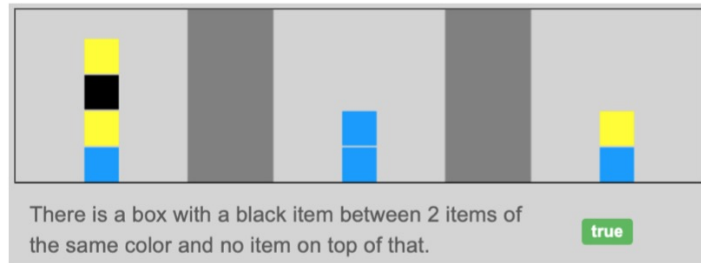 There is a box with a black item between 2 items of
the same color and no item on top of that.
true